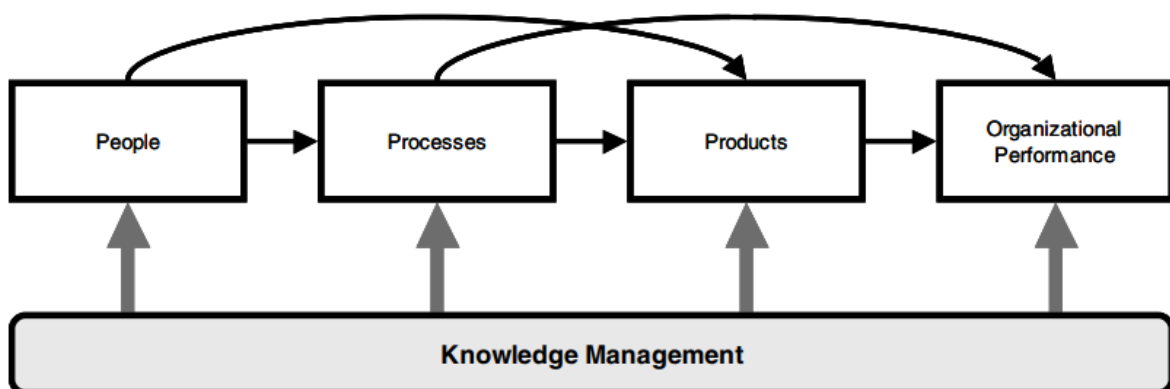 People
Processes
Products
Organizational
Performance
Knowledge Management